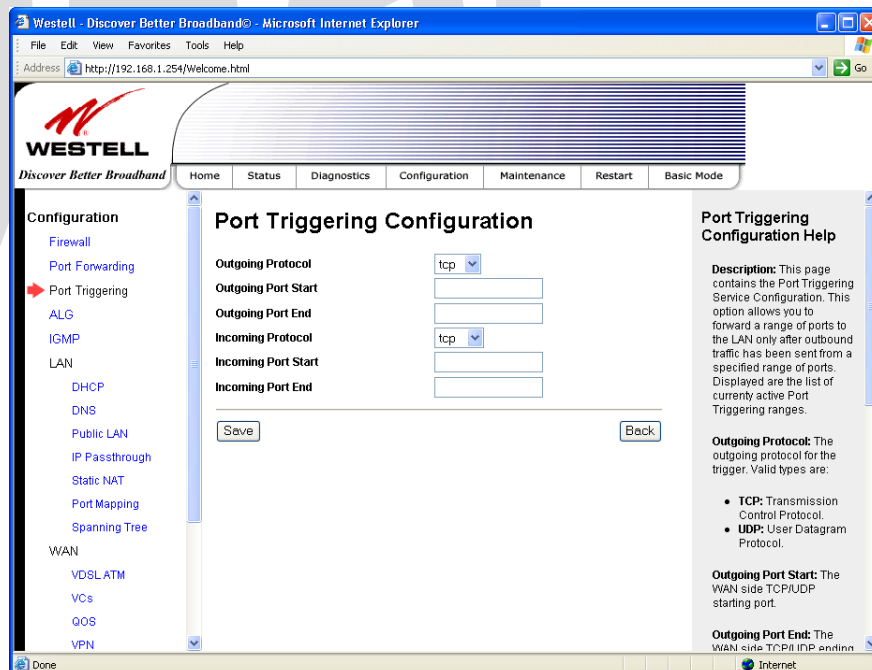 Westell - Discover Better Broadband© - Microsoft Internet Explorer
File Edit View Favorites Tools Help
Address http://192.168.1.254/Welcome.html Go
WESTELL
Discover Better Broadband
Home Status Diagnostics Configuration Maintenance Restart Basic Mode
Configuration
Firewall
Port Forwarding
Port Triggering
ALG
IGMP
LAN
DHCP
DNS
Public LAN
IP Passthrough
Static NAT
Port Mapping
Spanning Tree
WAN
VDSL ATM
VCs
QOS
VPN
Port Triggering Configuration
Outgoing Protocol tcp
Outgoing Port Start
Outgoing Port End
Incoming Protocol tcp
Incoming Port Start
Incoming Port End
Save Back
Port Triggering
Configuration Help
Description: This page
contains the Port Triggering
Service Configuration. This
option allows you to
forward a range of ports to
the LAN only after outbound
traffic has been sent from a
specified range of ports.
Displayed are the list of
currently active Port
Triggering ranges.
Outgoing Protocol: The
outgoing protocol for the
trigger. Valid types are:
• TCP: Transmission
Control Protocol.
• UDP: User Datagram
Protocol.
Outgoing Port Start: The
WAN side TCP/UDP
starting port.
Outgoing Port End: The
WAN side TCP/UDP ending
Done Internet